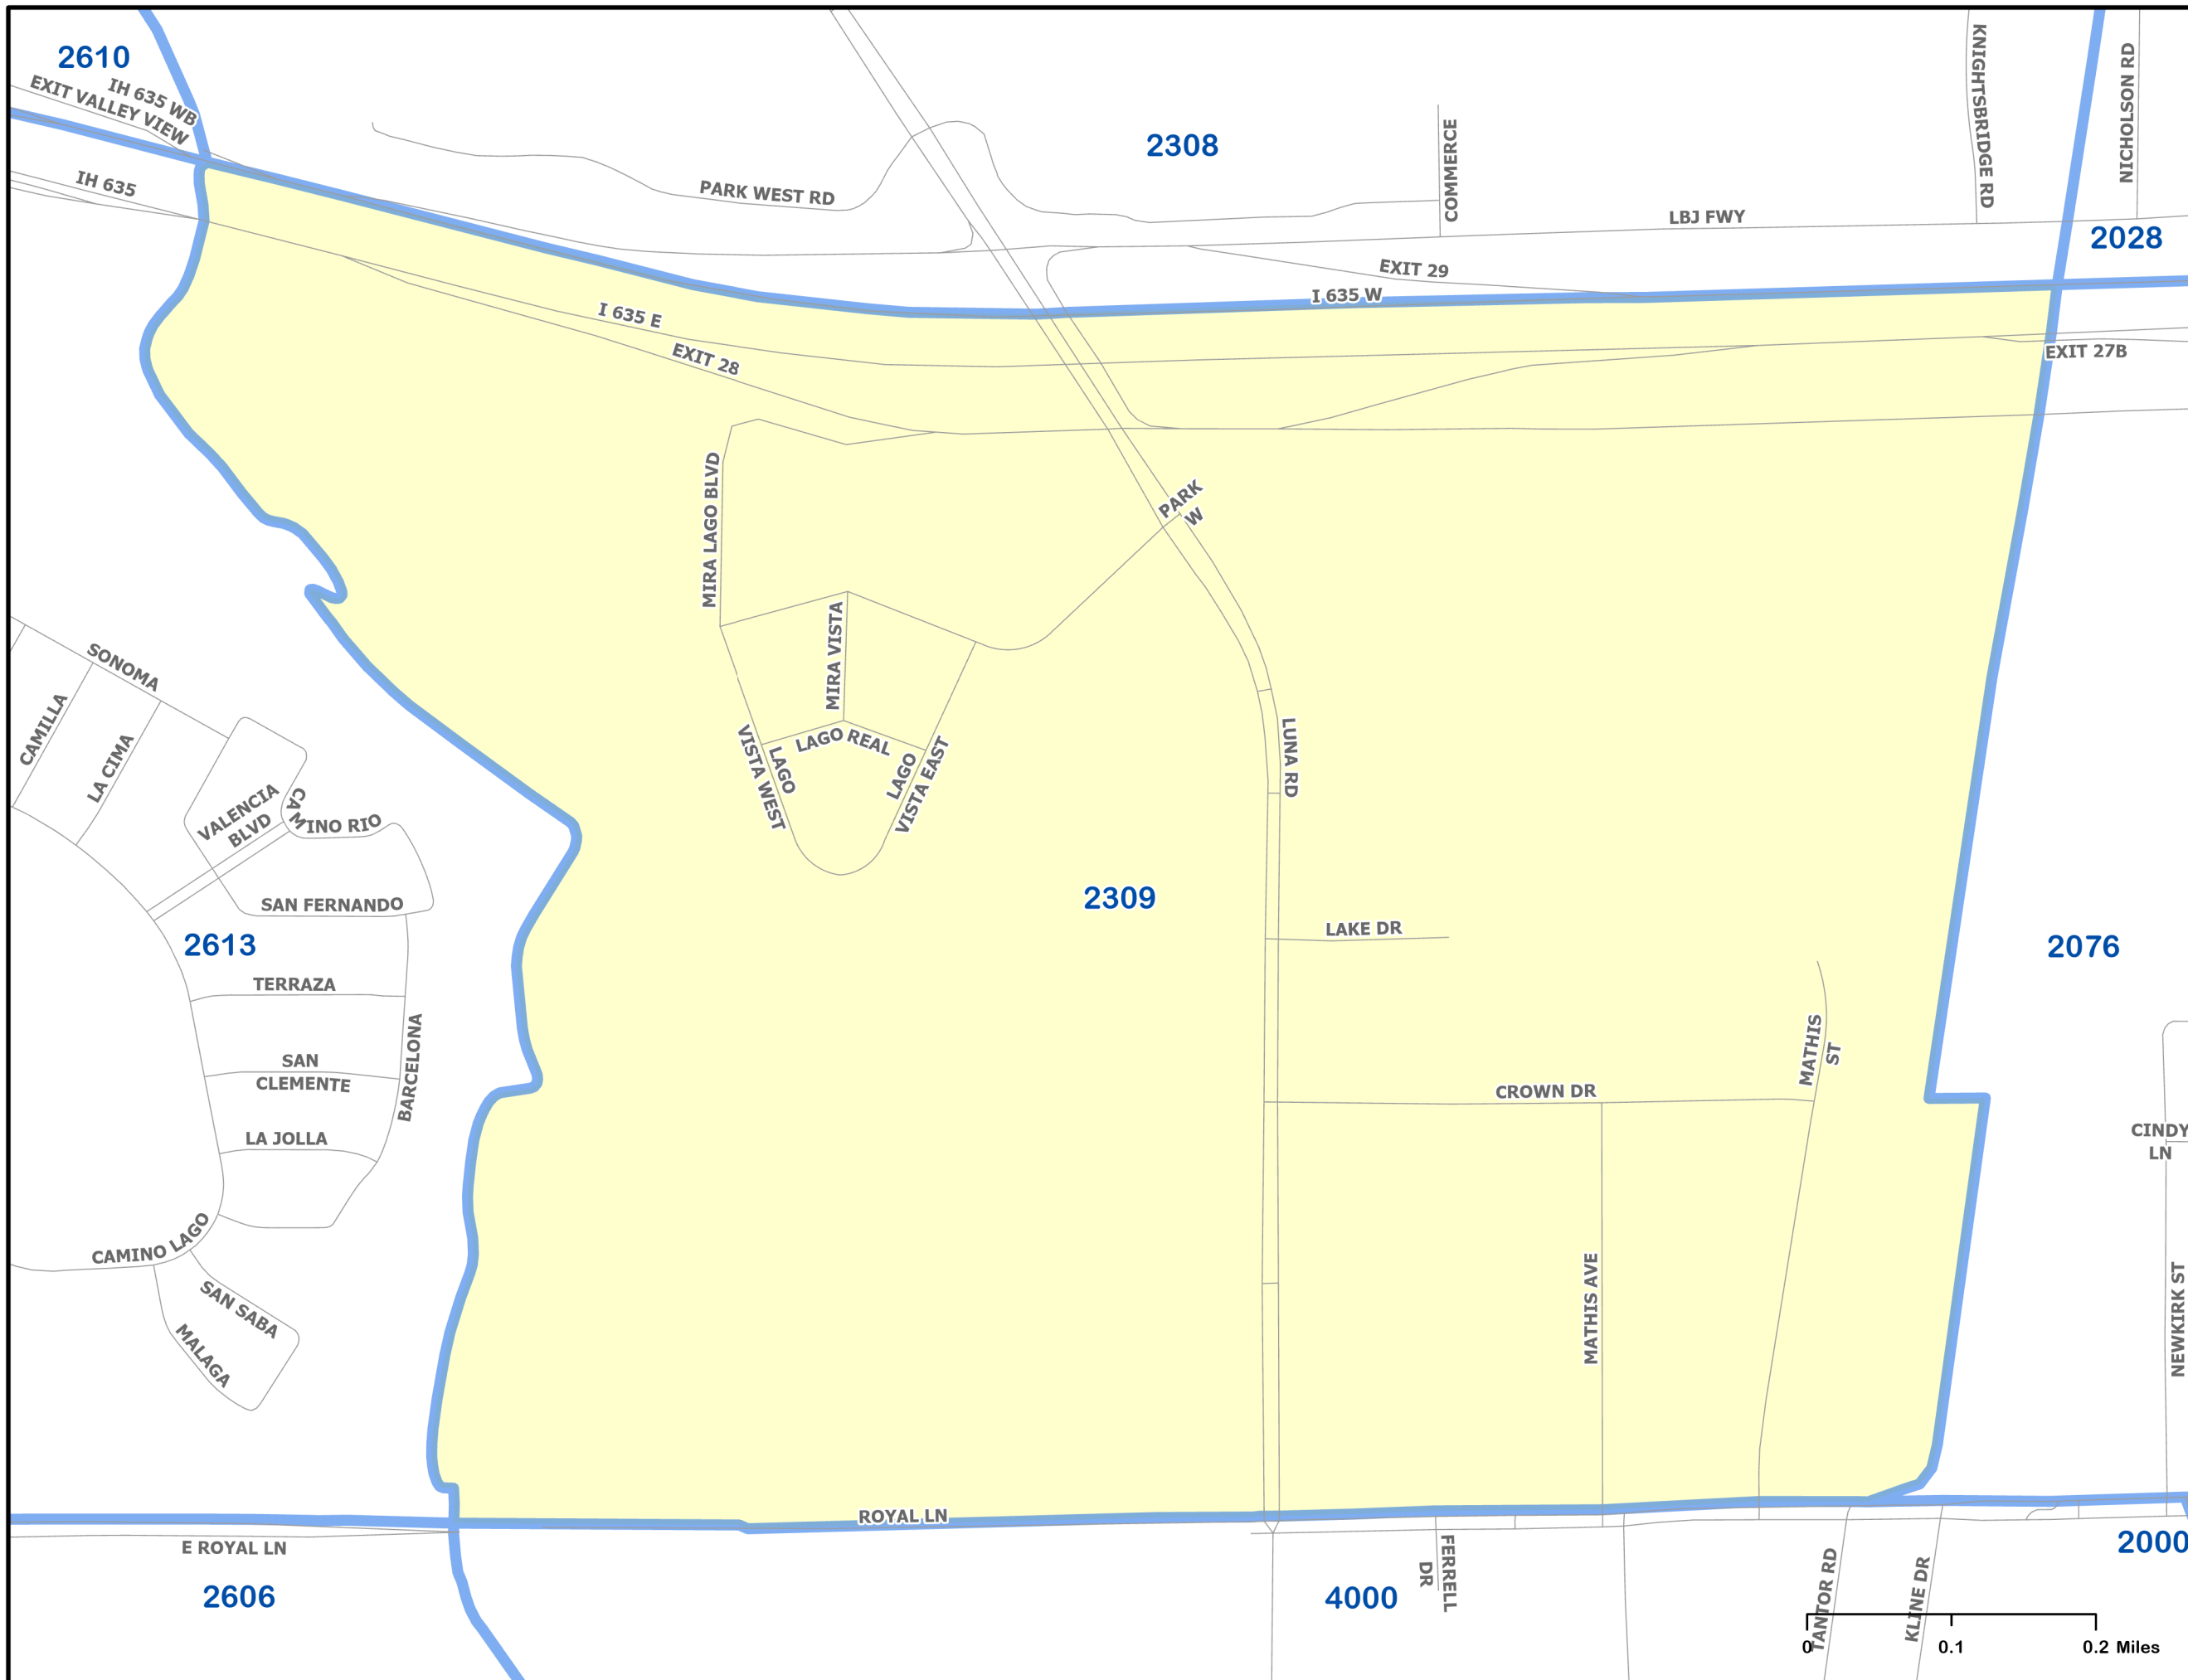 2610
IH 635 WB
EXIT VALLEY VIEW
IH 635
PARK WEST RD
2308
COMMERCE
KNIGHTSBRIDGE RD
NICHOLSON RD
LBJ FWY
2028
EXIT 29
I 635 W
I 635 E
EXIT 28
EXIT 27B
MIRA LAGO BLVD
PARK
W
MIRA VISTA
SONOMA
CAMILLA
LA CIMA
VALENCIA
BLVD
CAMINO RIO
SAN FERNANDO
2613
LAGO REAL
LAGO
VISTA WEST
LAGO
VISTA EAST
LUNA RD
2309
LAKE DR
2076
TERRAZA
SAN
CLEMENTE
BARCELONA
LA JOLLA
MATHIS
ST
CROWN DR
CINDY
LN
CAMINO LAGO
SAN SABA
MALAGA
MATHIS AVE
NEWKIRK ST
ROYAL LN
E ROYAL LN
2606
4000
FERRELL
DR
TANTOR RD
KLINE DR
2000
0 0.1 0.2 Miles